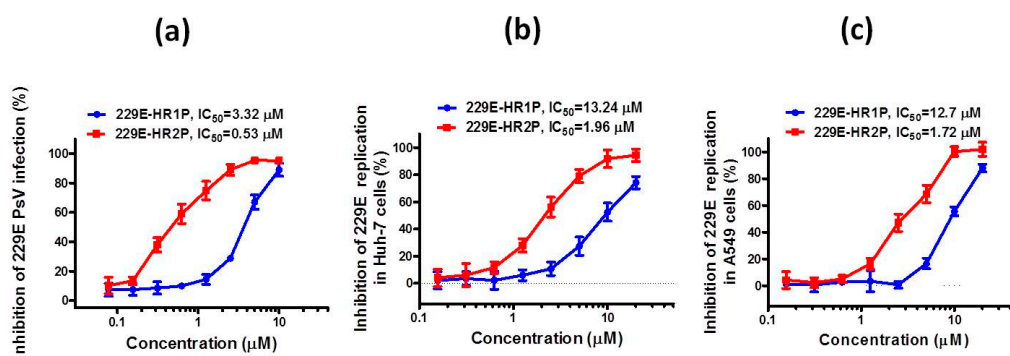 (a)
(b)
(c)
229E-HR1P, IC50=3.32 μM
229E-HR2P, IC50=0.53 μM
nhibition of 229E PsV infection (%)
100
80
60
40
20
0
0.1
1
10
Concentration (μM)
229E-HR1P, IC50=13.24 μM
229E-HR2P, IC50=1.96 μM
Inhibition of 229E replication
in Huh-7 cells (%)
100
80
60
40
20
0
0.1
1
10
Concentration (μM)
229E-HR1P, IC50=12.7 μM
229E-HR2P, IC50=1.72 μM
Inhibition of 229E replication
in A549 cells (%)
100
80
60
40
20
0
0.1
1
10
Concentration (μM)